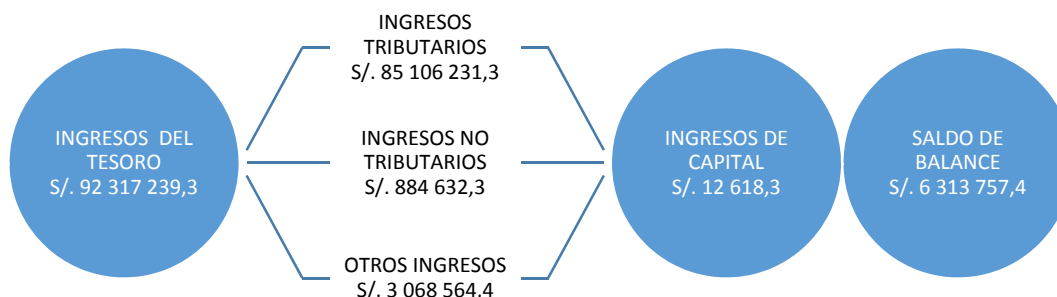 INGRESOS DEL
TESORO
S/. 92 317 239,3
INGRESOS
TRIBUTARIOS
S/. 85 106 231,3
INGRESOS NO
TRIBUTARIOS
S/. 884 632,3
OTROS INGRESOS
S/. 3 068 564,4
INGRESOS DE
CAPITAL
S/. 12 618,3
SALDO DE
BALANCE
S/. 6 313 757,4